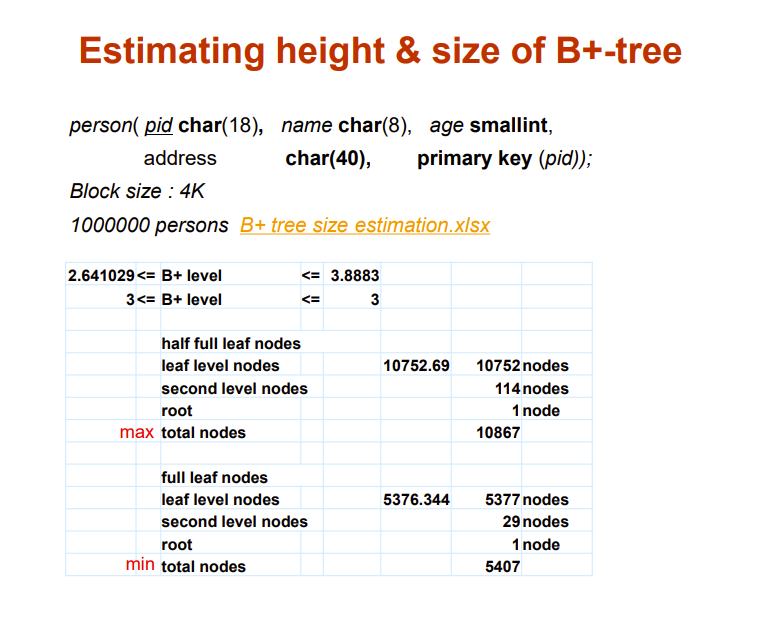 Estimating height & size of B+-tree
person( pid char(18), name char(8), age smallint,
address char(40), primary key (pid));
Block size : 4K
1000000 persons B+ tree size estimation.xlsx
2.641029 <= B+ level <= 3.8883
3 <= B+ level <= 3
half full leaf nodes
leaf level nodes 10752.69 10752 nodes
second level nodes 114 nodes
root 1 node
max total nodes 10867
full leaf nodes
leaf level nodes 5376.344 5377 nodes
second level nodes 29 nodes
root 1 node
min total nodes 5407